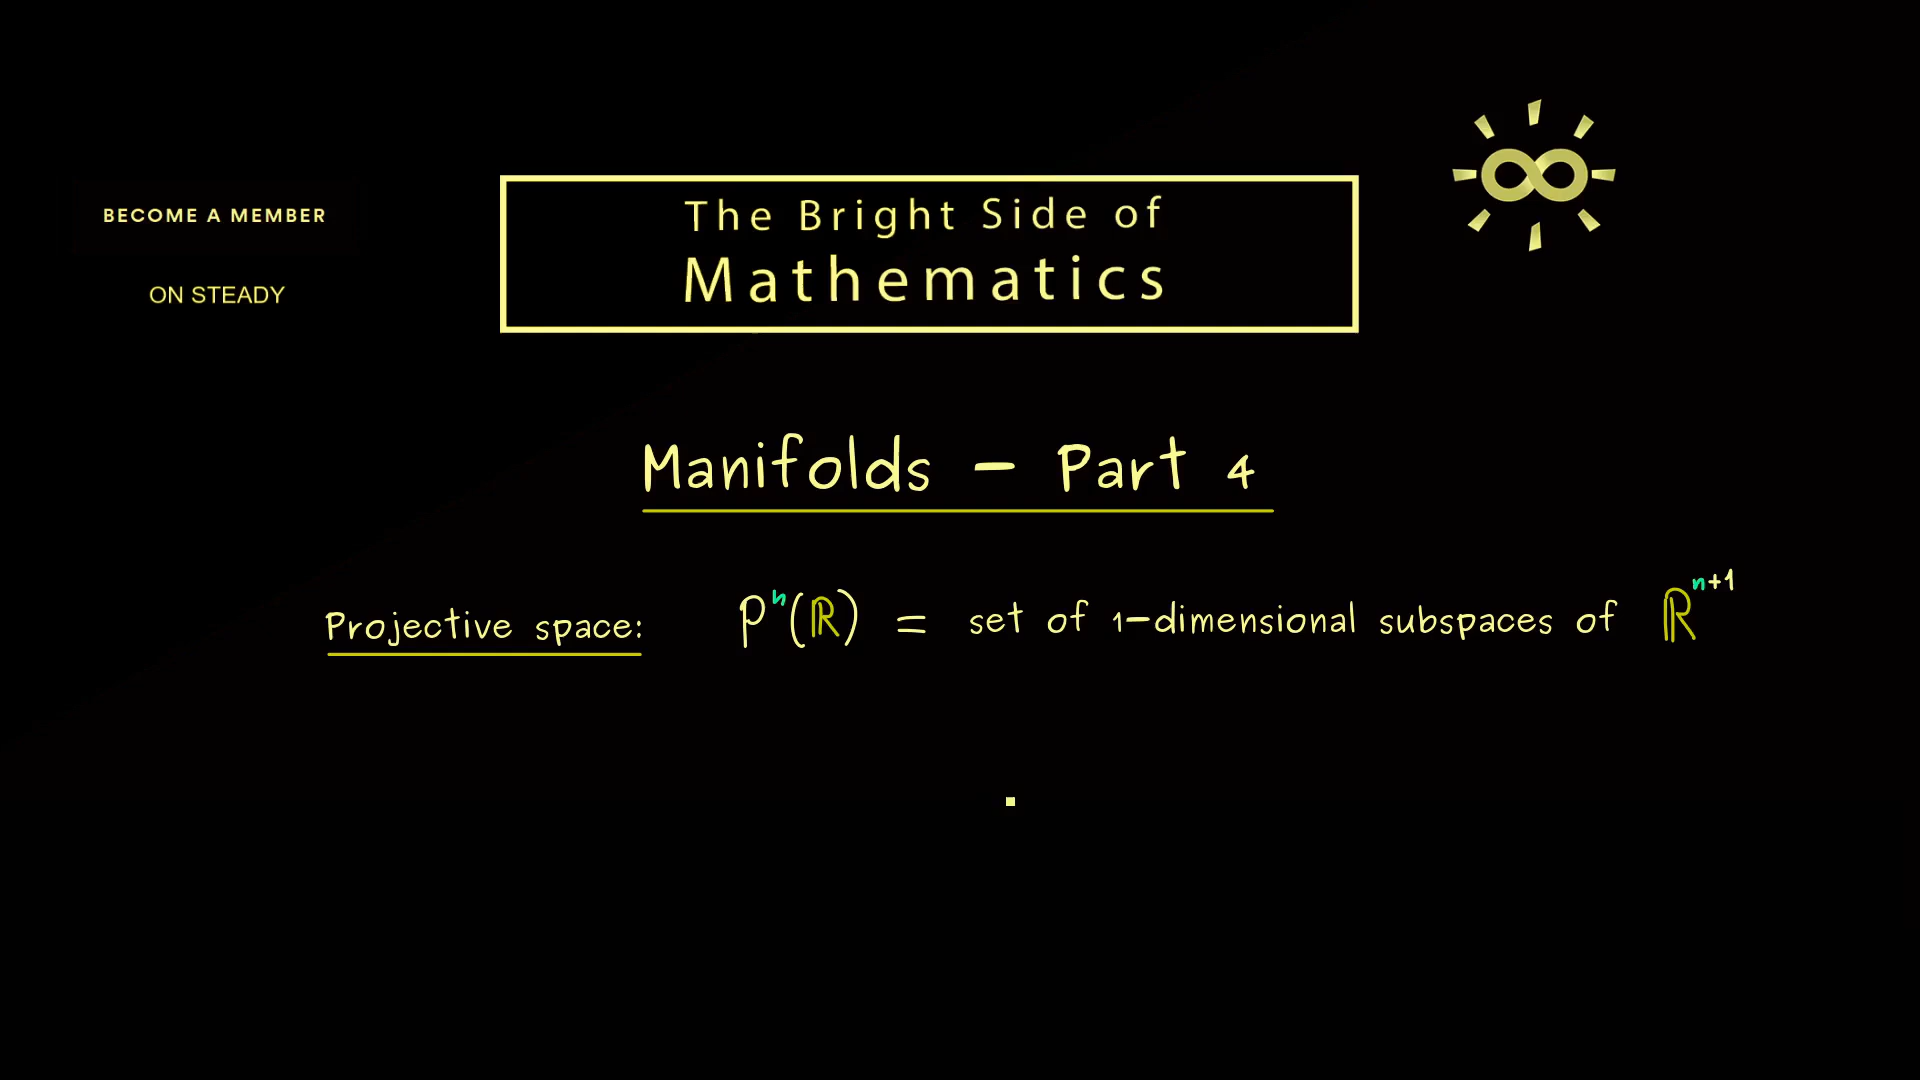 BECOME A MEMBER
ON STEADY
The Bright Side of
Mathematics
Manifolds - Part 4
Projective space: Pⁿ(ℝ) = set of 1-dimensional subspaces of ℝⁿ⁺¹